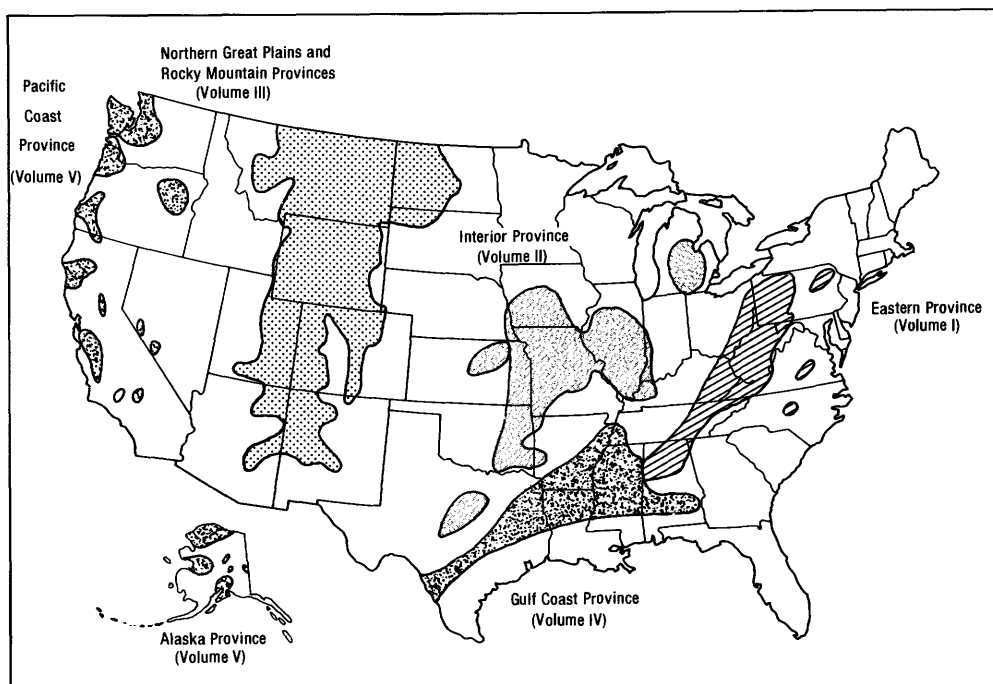 Northern Great Plains and
Rocky Mountain Provinces
(Volume III)
Pacific
Coast
Province
(Volume V)
Interior Province
(Volume II)
Eastern Province
(Volume I)
Gulf Coast Province
(Volume IV)
Alaska Province
(Volume V)